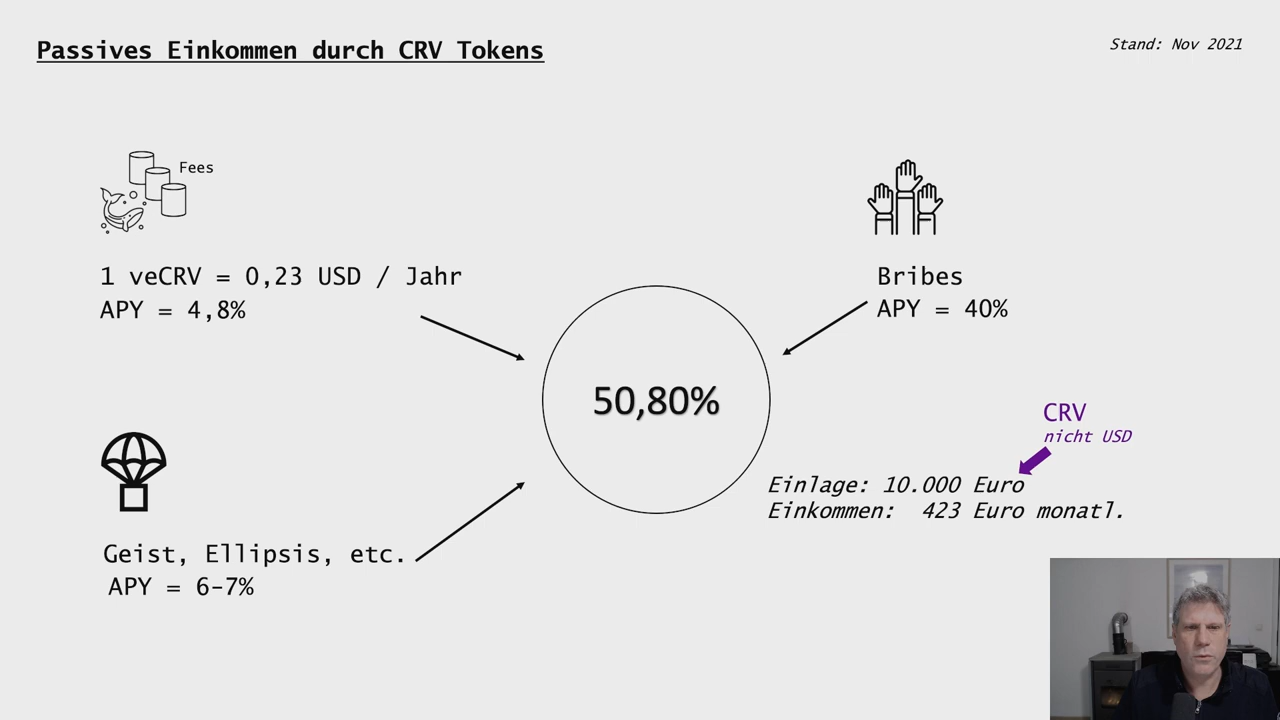 Passives Einkommen durch CRV Tokens
Stand: Nov 2021
Fees
1 veCRV = 0,23 USD / Jahr
APY = 4,8%
Bribes
APY = 40%
50,80%
CRV
nicht USD
Einlage: 10.000 Euro
Einkommen:  423 Euro monatl.
Geist, Ellipsis, etc.
APY = 6-7%